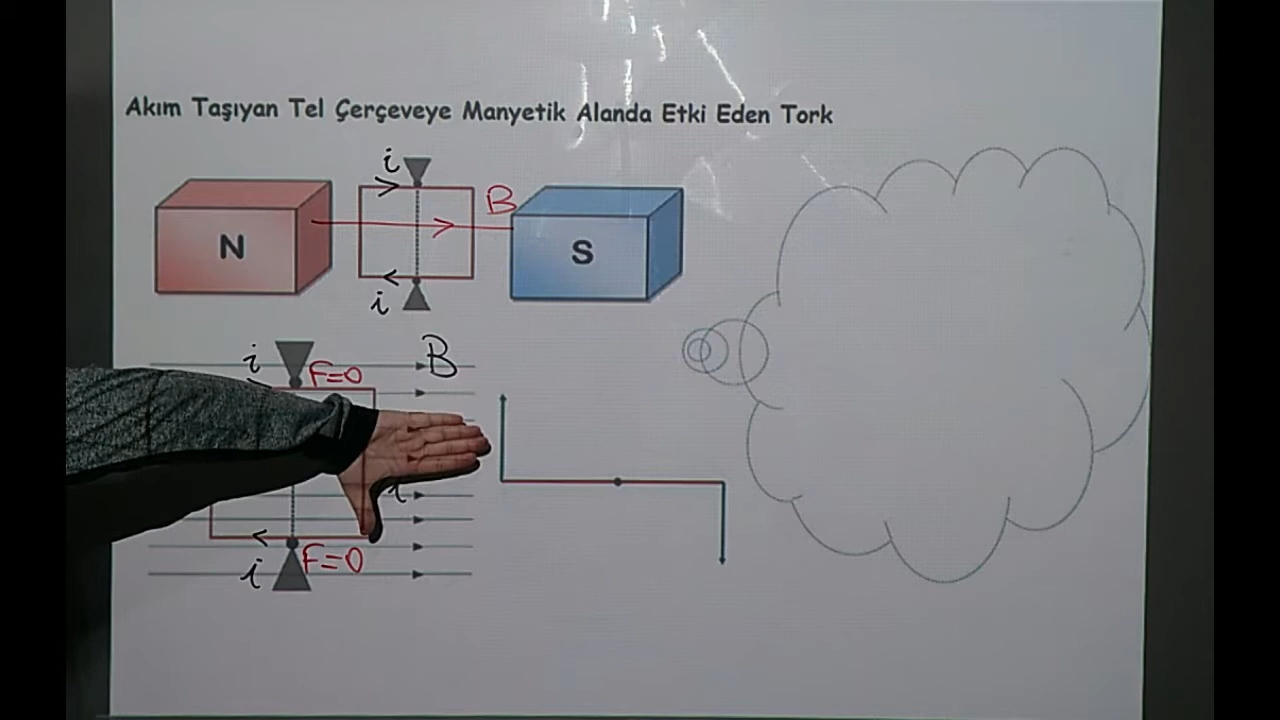 Akım Taşıyan Tel Çerçeveye Manyetik Alanda Etki Eden Tork
i
B
N
S
i
i
B
F=0
i
i
F=0